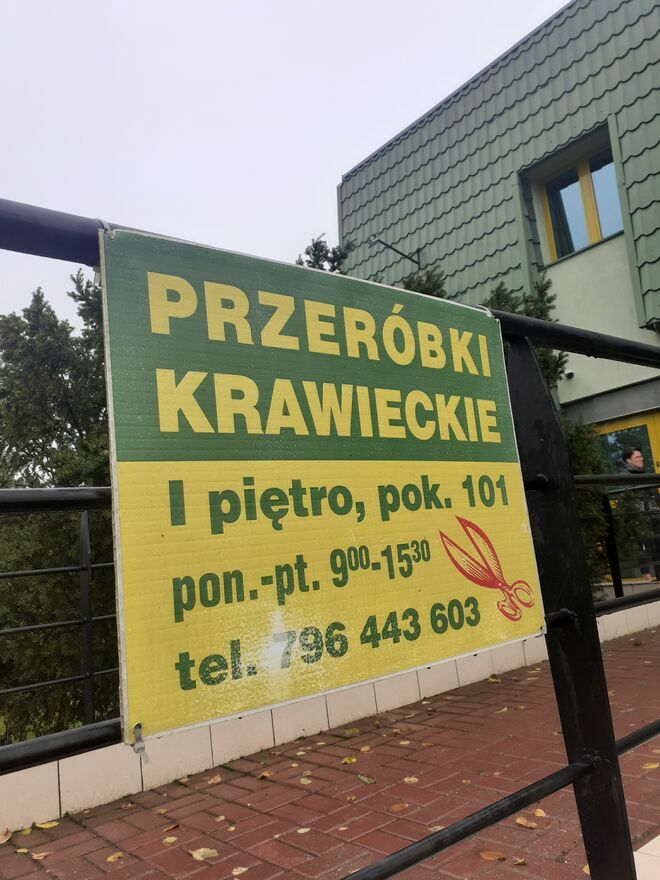 PRZERÓBKI
KRAWIECKIE
I piętro, pok. 101
pon.-pt. 9⁰⁰-15³⁰
tel. 796 443 603